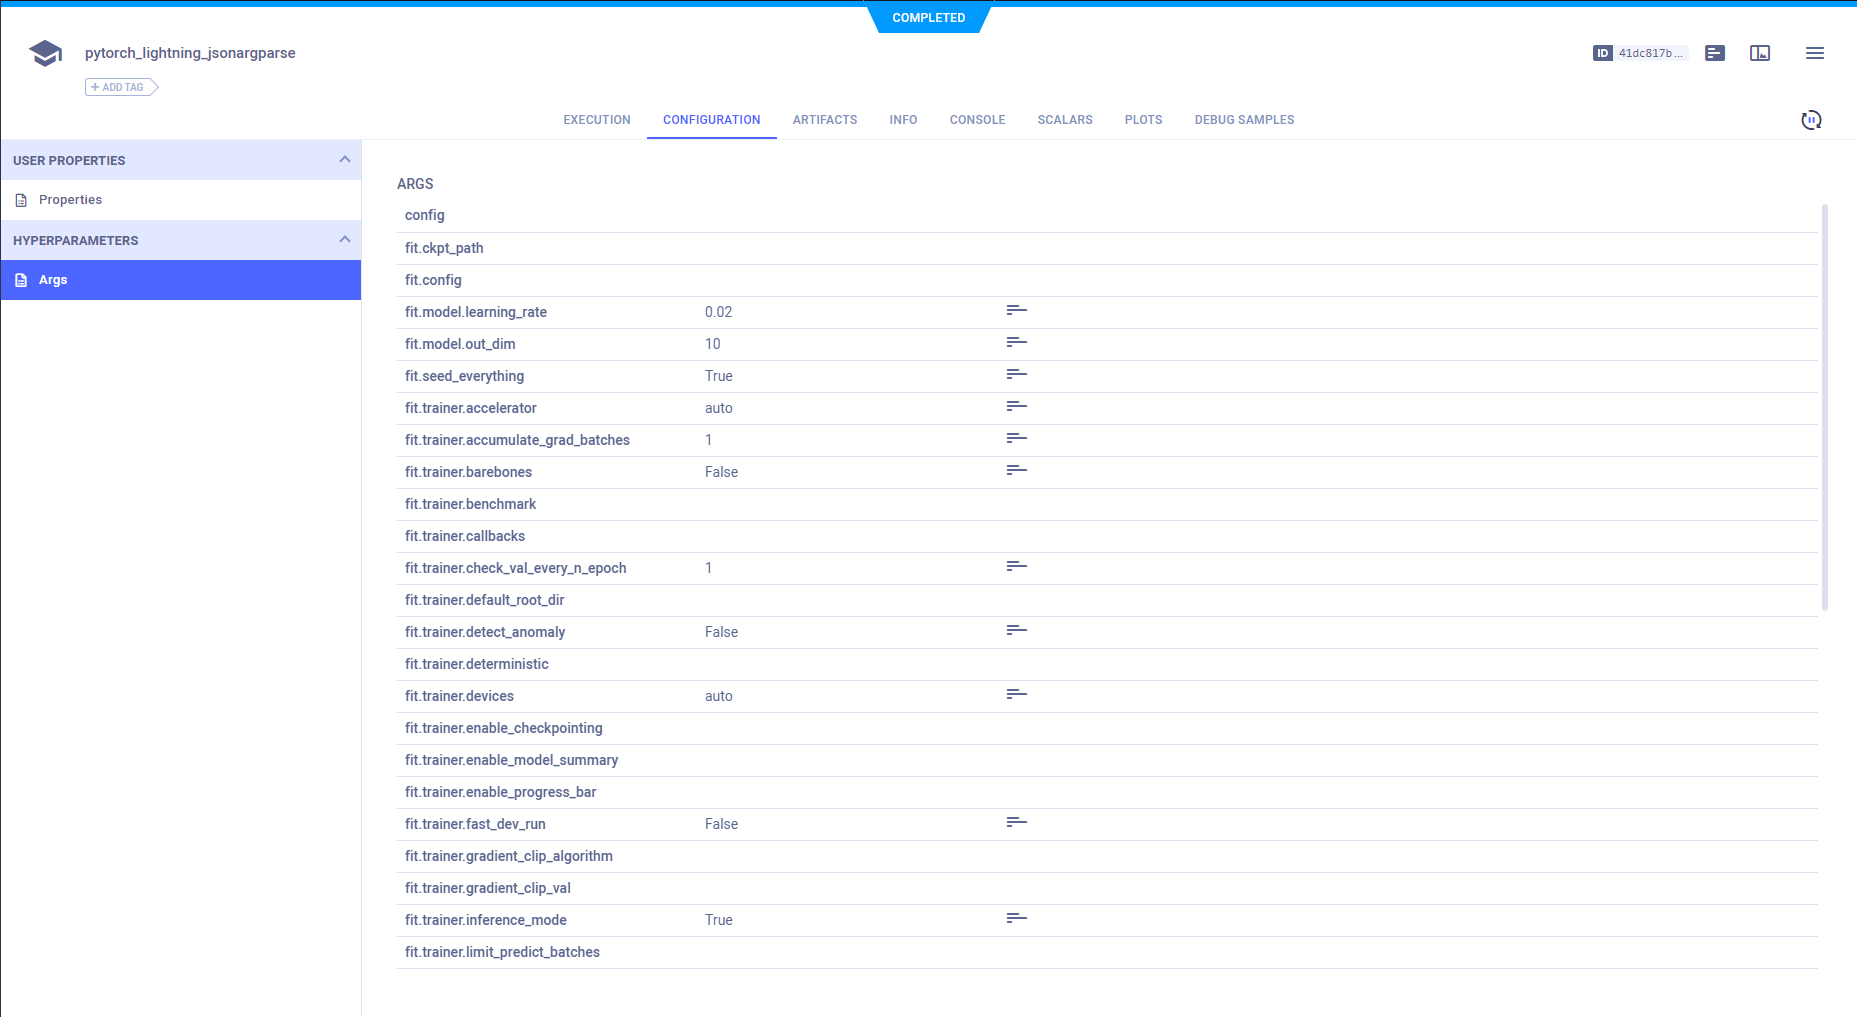 COMPLETED
pytorch_lightning_jsonargparse
ID 41dc817b...
+ ADD TAG
EXECUTION CONFIGURATION ARTIFACTS INFO CONSOLE SCALARS PLOTS DEBUG SAMPLES
USER PROPERTIES
Properties
HYPERPARAMETERS
Args
ARGS
config
fit.ckpt_path
fit.config
fit.model.learning_rate 0.02
fit.model.out_dim 10
fit.seed_everything True
fit.trainer.accelerator auto
fit.trainer.accumulate_grad_batches 1
fit.trainer.barebones False
fit.trainer.benchmark
fit.trainer.callbacks
fit.trainer.check_val_every_n_epoch 1
fit.trainer.default_root_dir
fit.trainer.detect_anomaly False
fit.trainer.deterministic
fit.trainer.devices auto
fit.trainer.enable_checkpointing
fit.trainer.enable_model_summary
fit.trainer.enable_progress_bar
fit.trainer.fast_dev_run False
fit.trainer.gradient_clip_algorithm
fit.trainer.gradient_clip_val
fit.trainer.inference_mode True
fit.trainer.limit_predict_batches